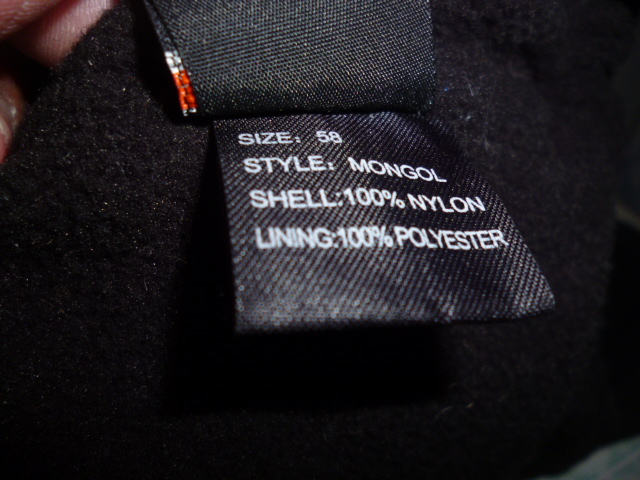 SIZE: 58
STYLE: MONGOL
SHELL:100% NYLON
LINING:100% POLYESTER